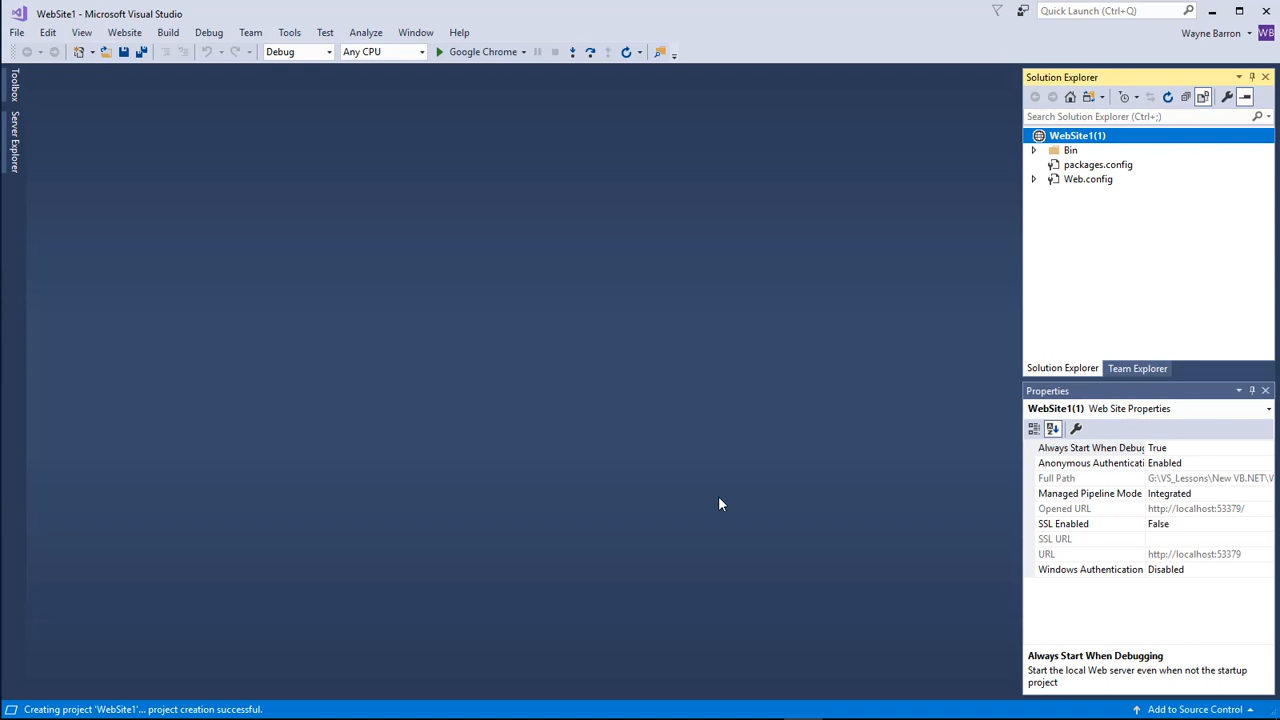 WebSite1 - Microsoft Visual Studio
Quick Launch (Ctrl+Q)
File Edit View Website Build Debug Team Tools Test Analyze Window Help
Wayne Barron WB
Debug Any CPU Google Chrome
Toolbox
Server Explorer
Solution Explorer
Search Solution Explorer (Ctrl+;)
WebSite1(1)
Bin
packages.config
Web.config
Solution Explorer Team Explorer
Properties
WebSite1(1) Web Site Properties
Always Start When Debug True
Anonymous Authenticati Enabled
Full Path G:\VS_Lessons\New VB.NET\
Managed Pipeline Mode Integrated
Opened URL http://localhost:53379/
SSL Enabled False
SSL URL
URL http://localhost:53379
Windows Authentication Disabled
Always Start When Debugging
Start the local Web server even when not the startup
project
Creating project 'WebSite1'... project creation successful.
Add to Source Control